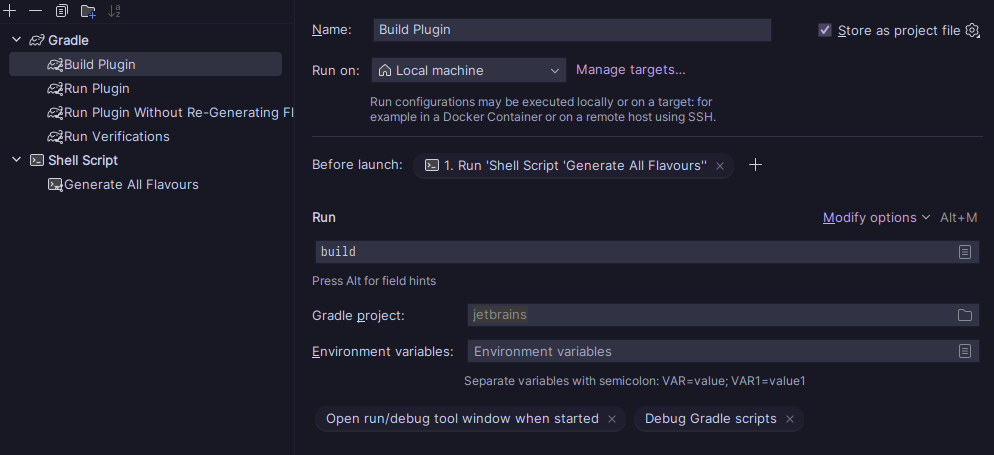 Gradle
Build Plugin
Run Plugin
Run Plugin Without Re-Generating Fl
Run Verifications
Shell Script
Generate All Flavours
Name: Build Plugin
Store as project file
Run on: Local machine
Manage targets...
Run configurations may be executed locally or on a target: for
example in a Docker Container or on a remote host using SSH.
Before launch: 1. Run 'Shell Script 'Generate All Flavours''
Run
Modify options Alt+M
build
Press Alt for field hints
Gradle project: jetbrains
Environment variables: Environment variables
Separate variables with semicolon: VAR=value; VAR1=value1
Open run/debug tool window when started
Debug Gradle scripts